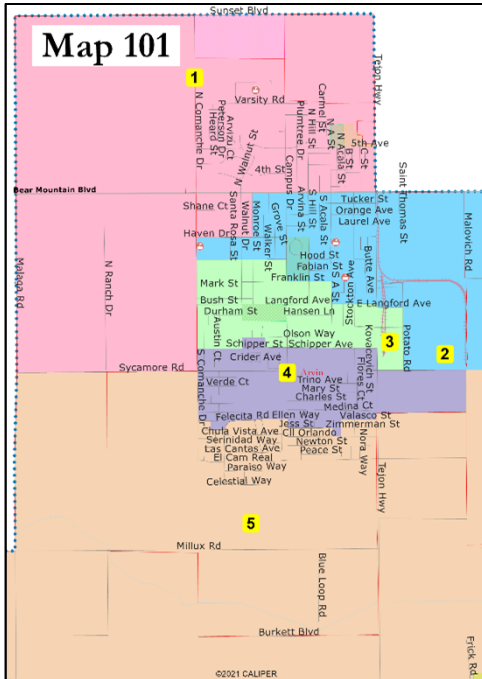 Sunset Blvd
Map 101
1
Tejon Hwy
Varsity Rd
N Comanche Dr
Peterson Dr
Heard St
Arvizu Ct
N Walnut St
Plumtree Dr
N Hill St
Carmel St
N A St
N Acala St
B St
C St
5th Ave
4th St
Campus Dr
Saint Thomas St
Bear Mountain Blvd
Shane Ct
Haven Dr
Santa Rosa St
Walnut Dr
Monroe St
Walker St
Grove St
Arvina St
S Hill St
S Acala St
Tucker St
Orange Ave
Laurel Ave
Malovich Rd
Malaga Rd
N Ranch Dr
Hood St
Fabian St
Franklin St
S A St
Stockton Ave
Butte Ave
Mark St
Bush St
Langford Ave
E Langford Ave
Durham St
Hansen Ln
Austin Ct
Olson Way
Schipper St
Schipper Ave
Kovacevich St
3
Potato Rd
2
Crider Ave
Sycamore Rd
4
Arvin
S Comanche Dr
Verde Ct
Trino Ave
Mary St
Charles St
Flores Ct
Medina Ct
Felecita Rd
Ellen Way
Valasco St
Jess St
Zimmerman St
Chula Vista Ave
Cll Orlando
Serinidad Way
Newton St
Las Cantas Ave
Peace St
El Cam Real
Nora Way
Paraiso Way
Tejon Hwy
Celestial Way
5
Millux Rd
Blue Loop Rd
Burkett Blvd
Frick Rd
©2021 CALIPER